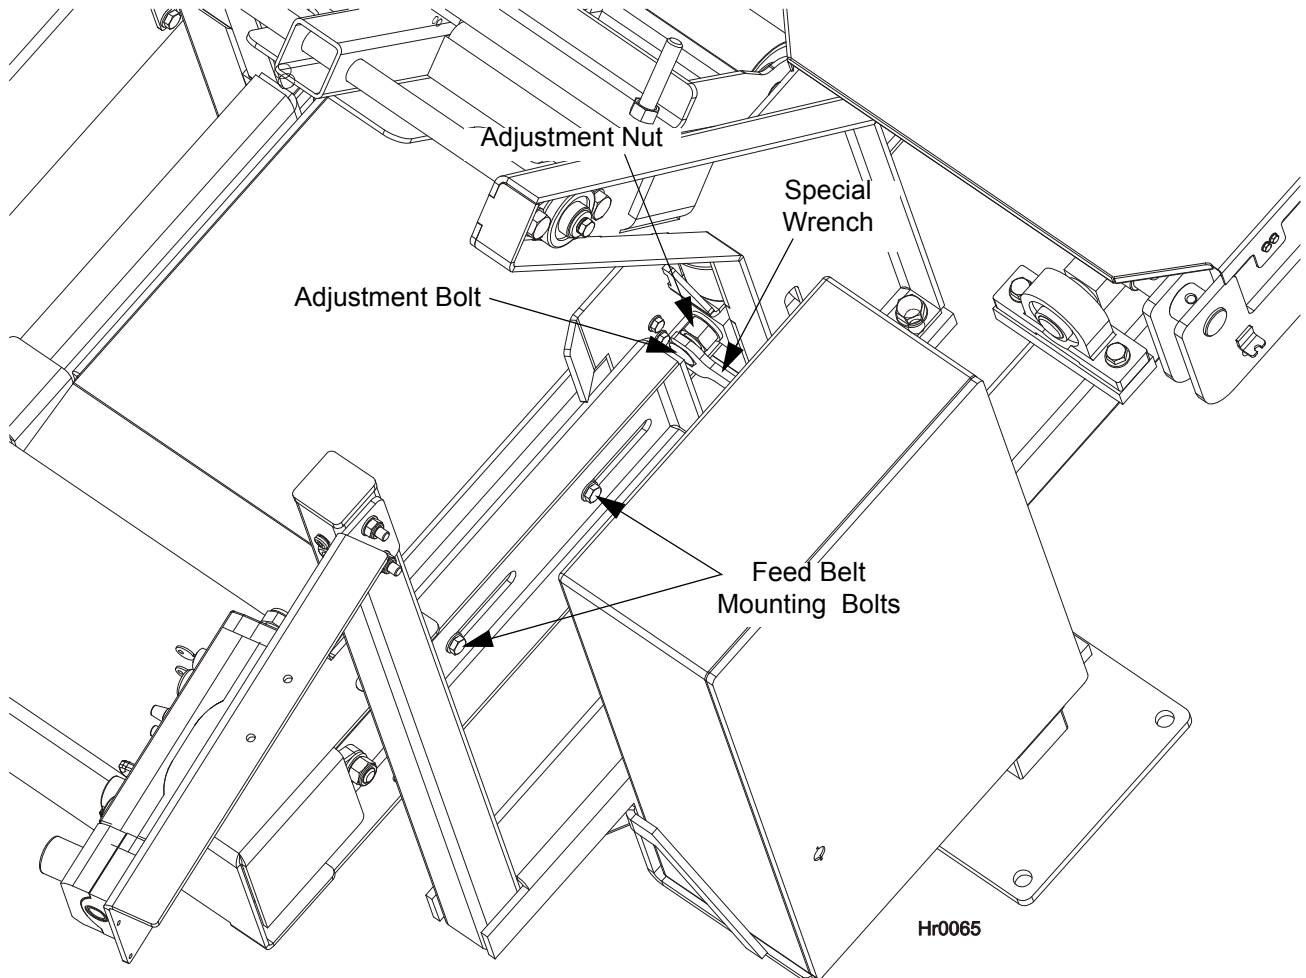 Adjustment Nut
Special
Wrench
Adjustment Bolt
Feed Belt
Mounting Bolts
Hr0065